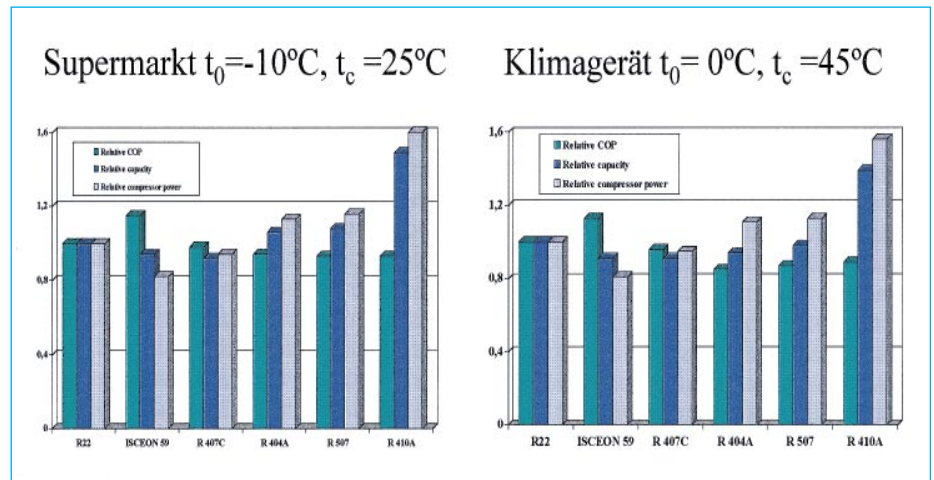 Supermarkt t₀=-10ºC, t_c =25ºC
1,6
1,2
0,8
0,4
0
Relative COP
Relative capacity
Relative compressor power
R22 ISCEON 59 R 407C R 404A R 507 R 410A
Klimagerät t₀= 0ºC, t_c =45ºC
1,6
1,2
0,8
0,4
0
Relative COP
Relative capacity
Relative compressor power
R22 ISCEON 59 R 407C R 404A R 507 R 410A